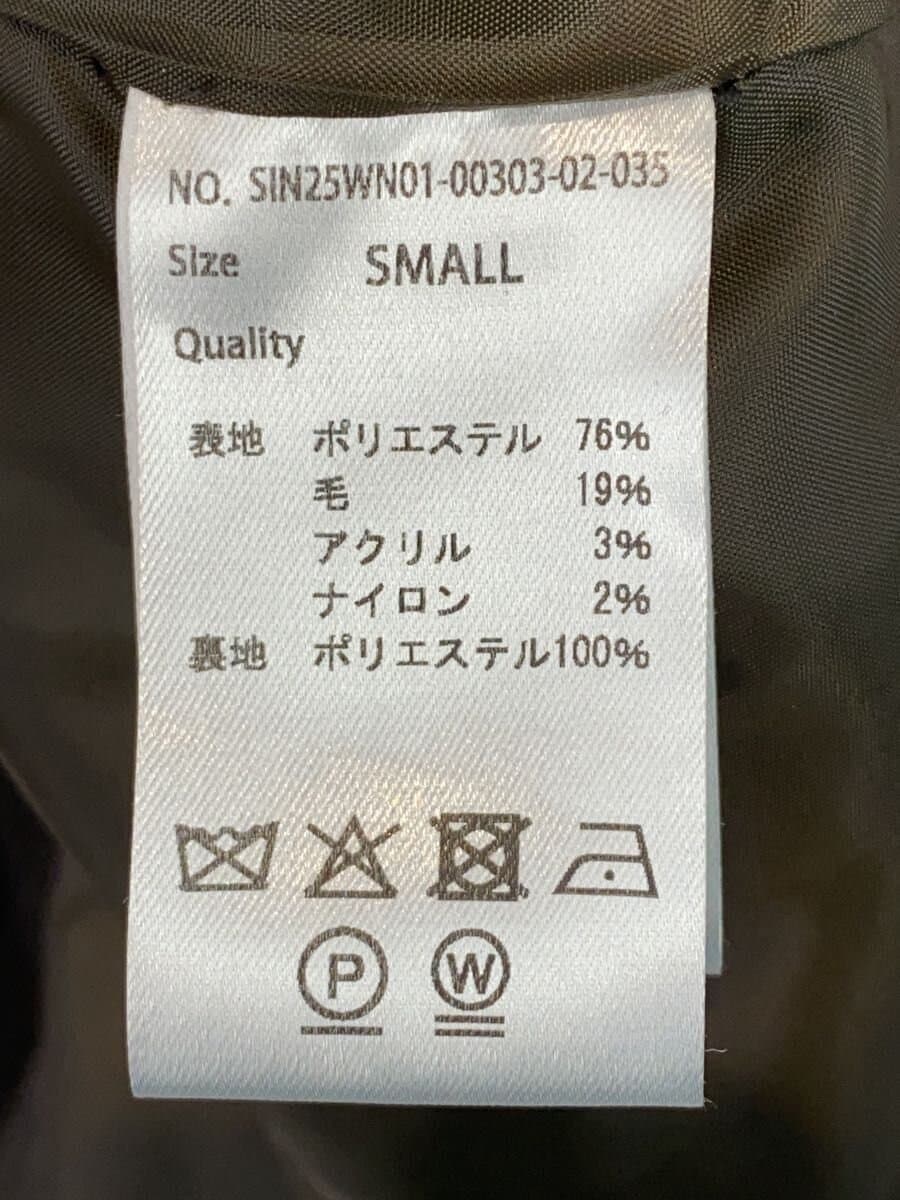 NO. SIN25WN01-00303-02-035
Size SMALL
Quality
表地 ポリエステル 76%
毛 19%
アクリル 3%
ナイロン 2%
裏地 ポリエステル100%
P W